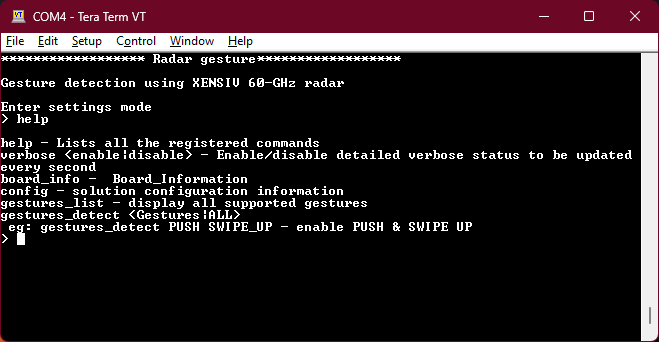 COM4 - Tera Term VT
File Edit Setup Control Window Help
****************** Radar gesture******************
Gesture detection using XENSIV 60-GHz radar
Enter settings mode
> help
help - Lists all the registered commands
verbose <enable|disable> - Enable/disable detailed verbose status to be updated
every second
board_info -  Board_Information
config - solution configuration information
gestures_list - display all supported gestures
gestures_detect <Gestures|ALL>
 eg: gestures_detect PUSH SWIPE_UP - enable PUSH & SWIPE UP
>